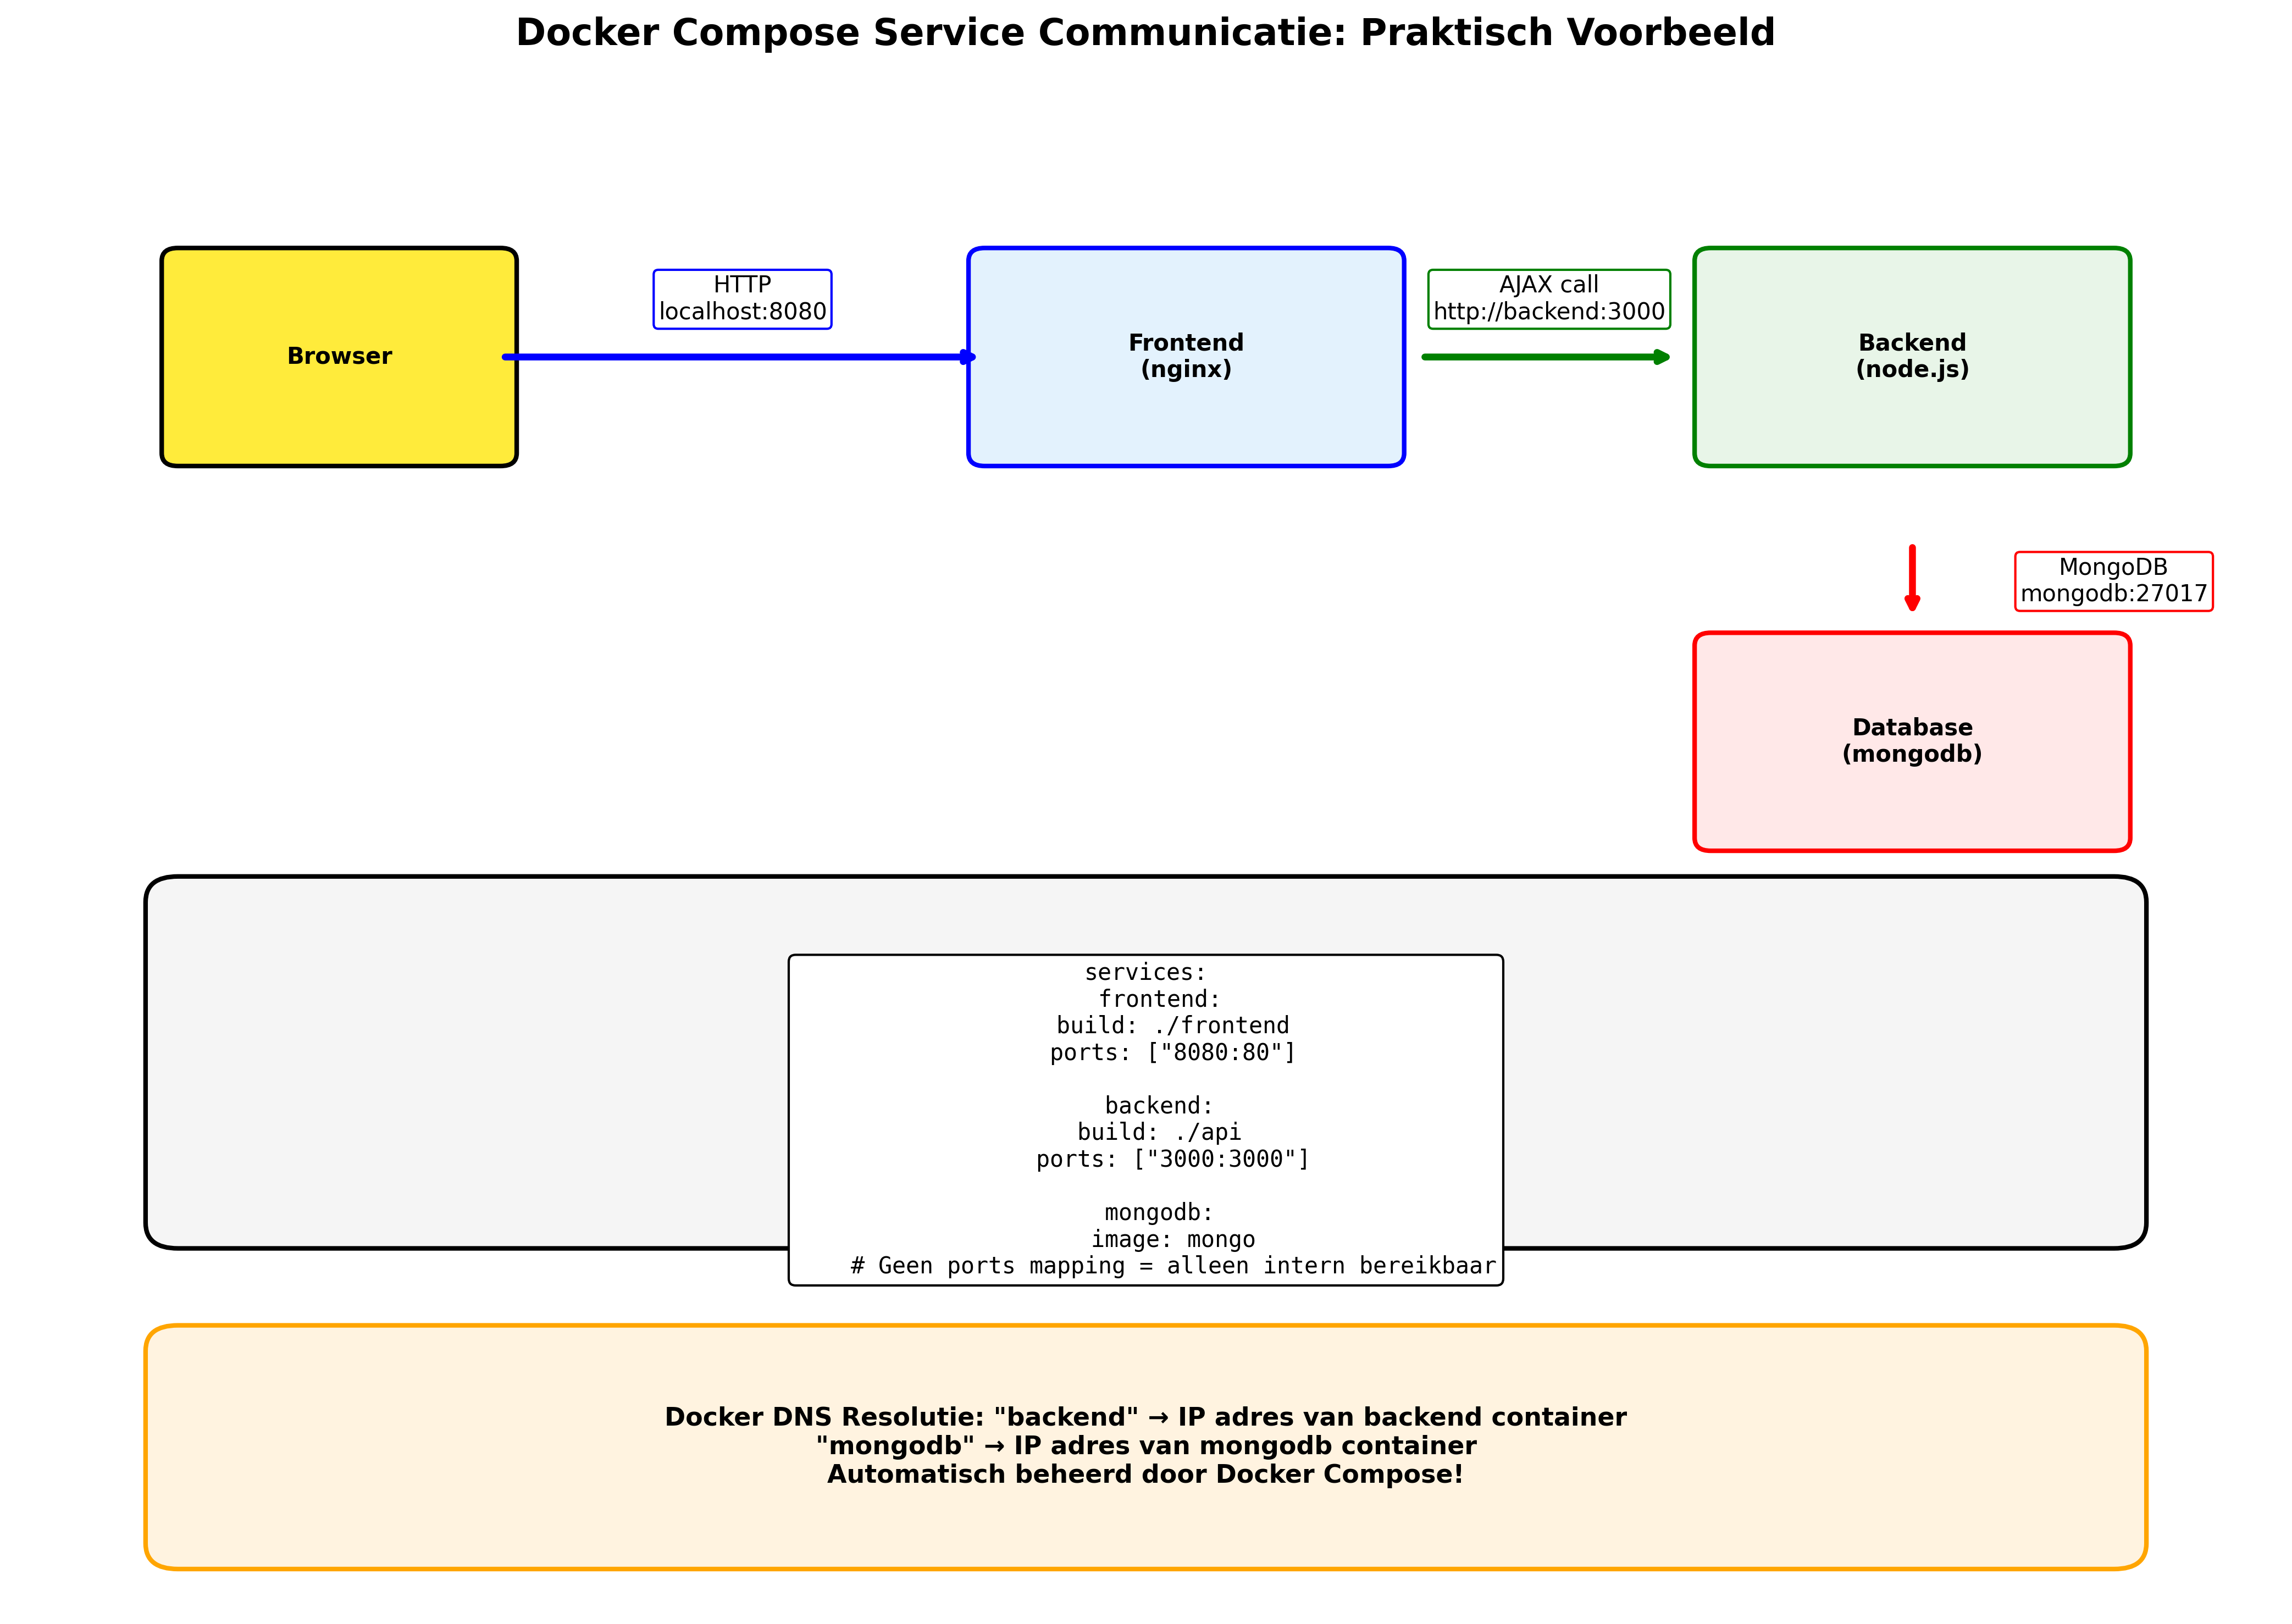 Docker Compose Service Communicatie: Praktisch Voorbeeld
Browser
HTTP
localhost:8080
Frontend
(nginx)
AJAX call
http://backend:3000
Backend
(node.js)
MongoDB
mongodb:27017
Database
(mongodb)
services:
frontend:
build: ./frontend
ports: ["8080:80"]
backend:
build: ./api
ports: ["3000:3000"]
mongodb:
image: mongo
# Geen ports mapping = alleen intern bereikbaar
Docker DNS Resolutie: "backend" → IP adres van backend container
"mongodb" → IP adres van mongodb container
Automatisch beheerd door Docker Compose!